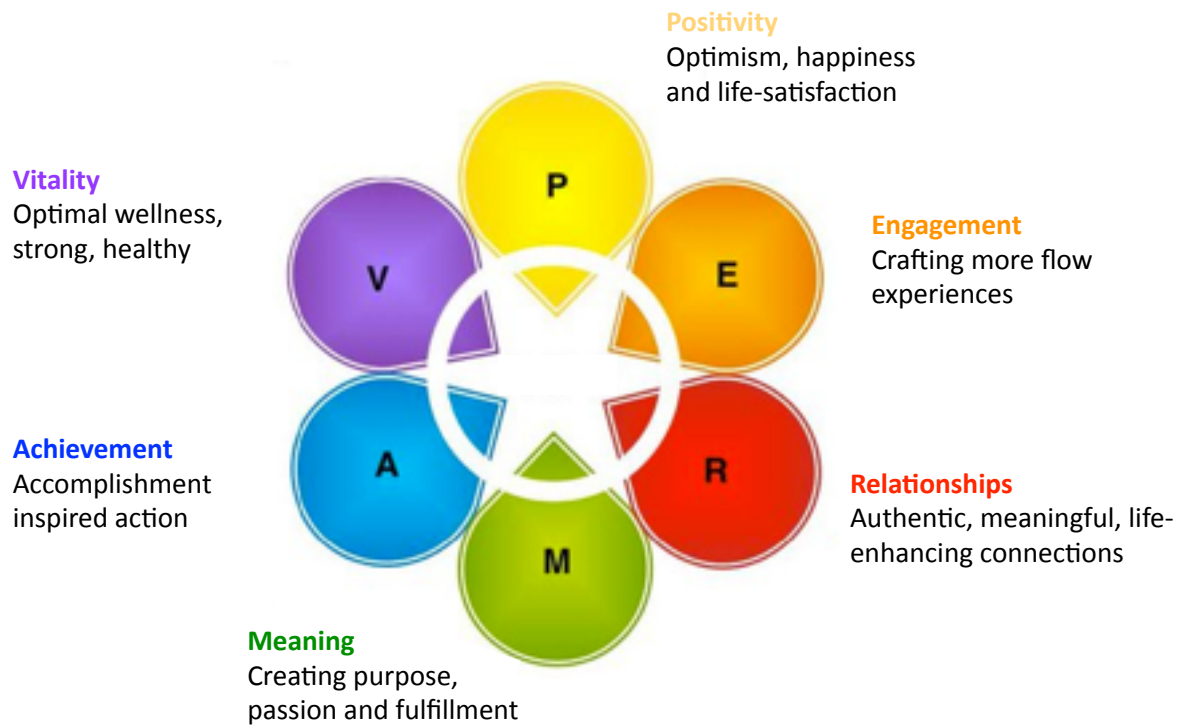 Positivity
Optimism, happiness
and life-satisfaction
P
Vitality
Optimal wellness,
strong, healthy
V
E
Engagement
Crafting more flow
experiences
Achievement
Accomplishment
inspired action
A
R
Relationships
Authentic, meaningful, life-
enhancing connections
M
Meaning
Creating purpose,
passion and fulfillment